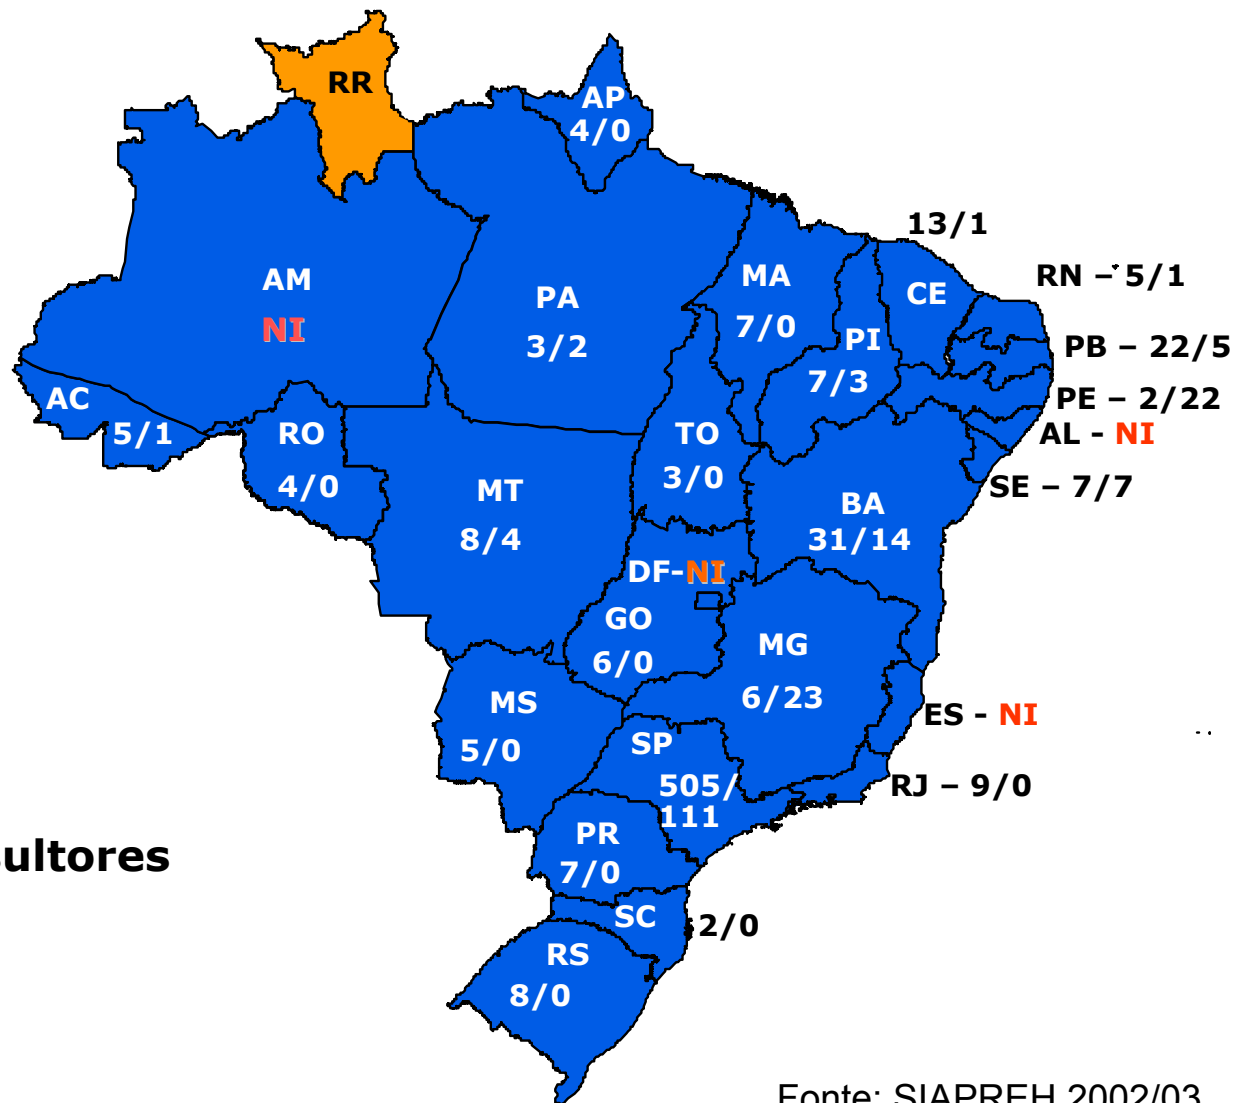 RR
AP
4/0
13/1
RN – 5/1
AM
NI
PA
3/2
MA
7/0
CE
PI
7/3
PB – 22/5
PE – 2/22
AL - NI
SE – 7/7
AC
5/1
RO
4/0
TO
3/0
MT
8/4
BA
31/14
DF-NI
GO
6/0
MG
6/23
MS
5/0
ES - NI
SP
505/
111
RJ – 9/0
PR
7/0
ultores
SC
2/0
RS
8/0
Fonte: SIAPREH 2002/03